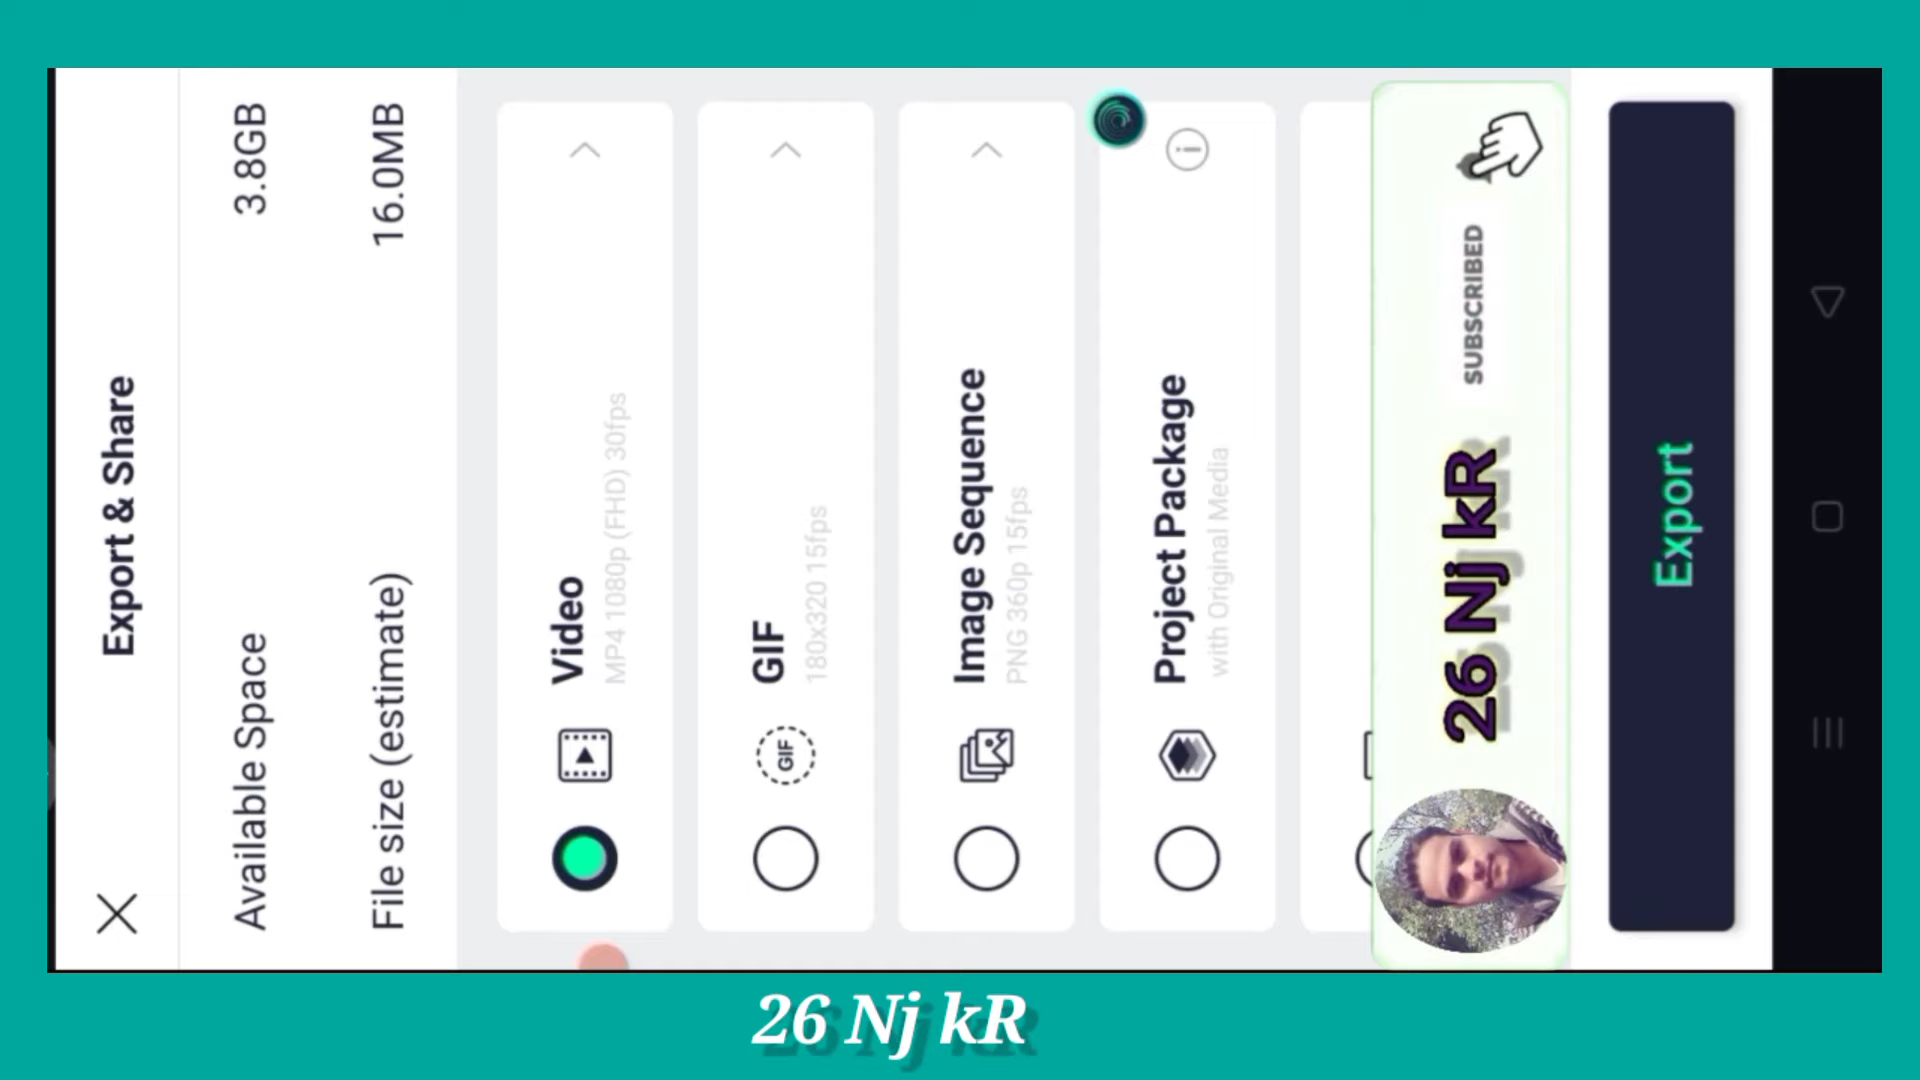 Export & Share
Available Space 3.8GB
File size (estimate) 16.0MB
Video
MP4 1080p (FHD) 30fps
GIF
GIF
180x320 15fps
Image Sequence
PNG 360p 15fps
Project Package
with Original Media
26 Nj kR SUBSCRIBED
Export
26 Nj kR